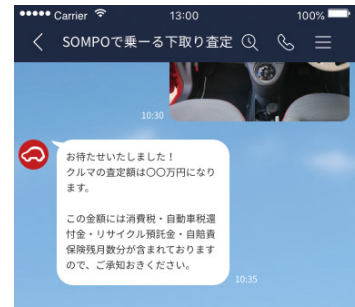 Carrier 13:00 100%
SOMPOで乗ーる下取り査定
10:30
お待たせいたしました！
クルマの査定額は〇〇万円になり
ます。
この金額には消費税・自動車税還
付金・リサイクル預託金・自賠責
保険残月数分が含まれております
ので、ご承知おきください。
10:35